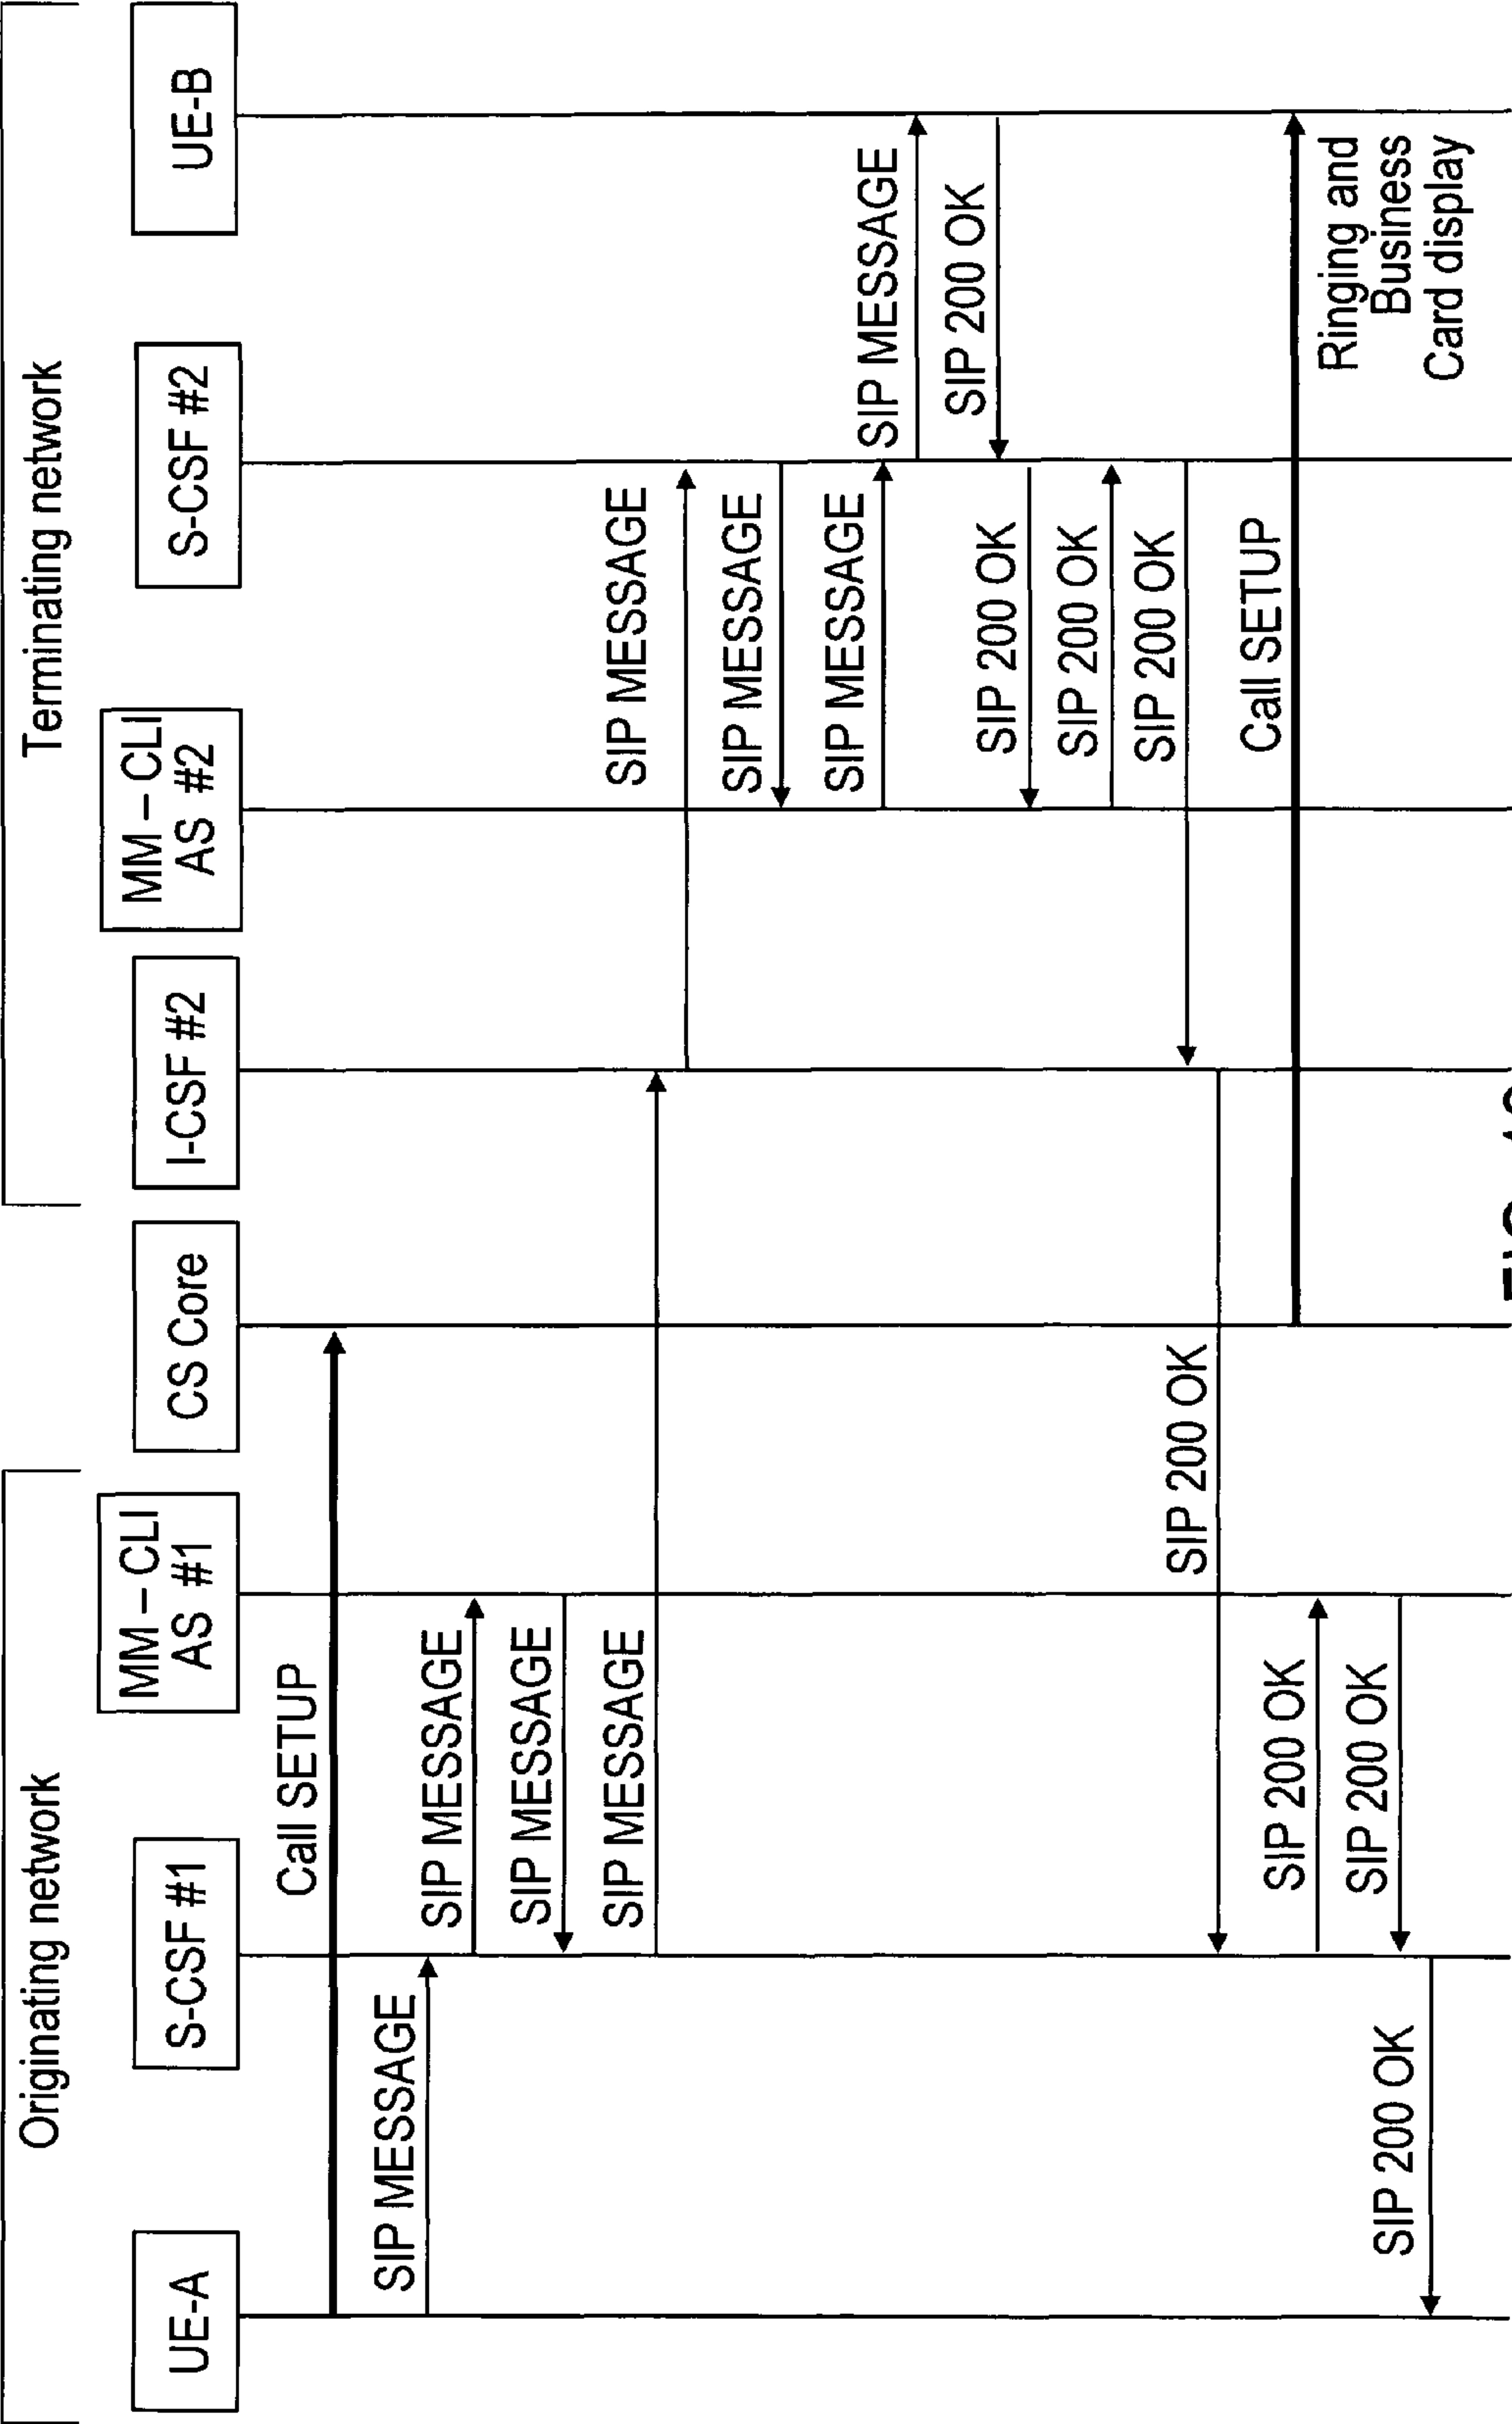 Originating network
Terminating network
UE-A
S-CSF #1
MM – CLI
AS #1
CS Core
I-CSF #2
MM – CLI
AS #2
S-CSF #2
UE-B
Call SETUP
SIP MESSAGE
SIP MESSAGE
SIP MESSAGE
SIP MESSAGE
SIP MESSAGE
SIP MESSAGE
SIP MESSAGE
SIP MESSAGE
SIP 200 OK
SIP 200 OK
SIP 200 OK
SIP 200 OK
SIP 200 OK
Call SETUP
SIP 200 OK
Ringing and
Business
Card display
SIP 200 OK
SIP 200 OK